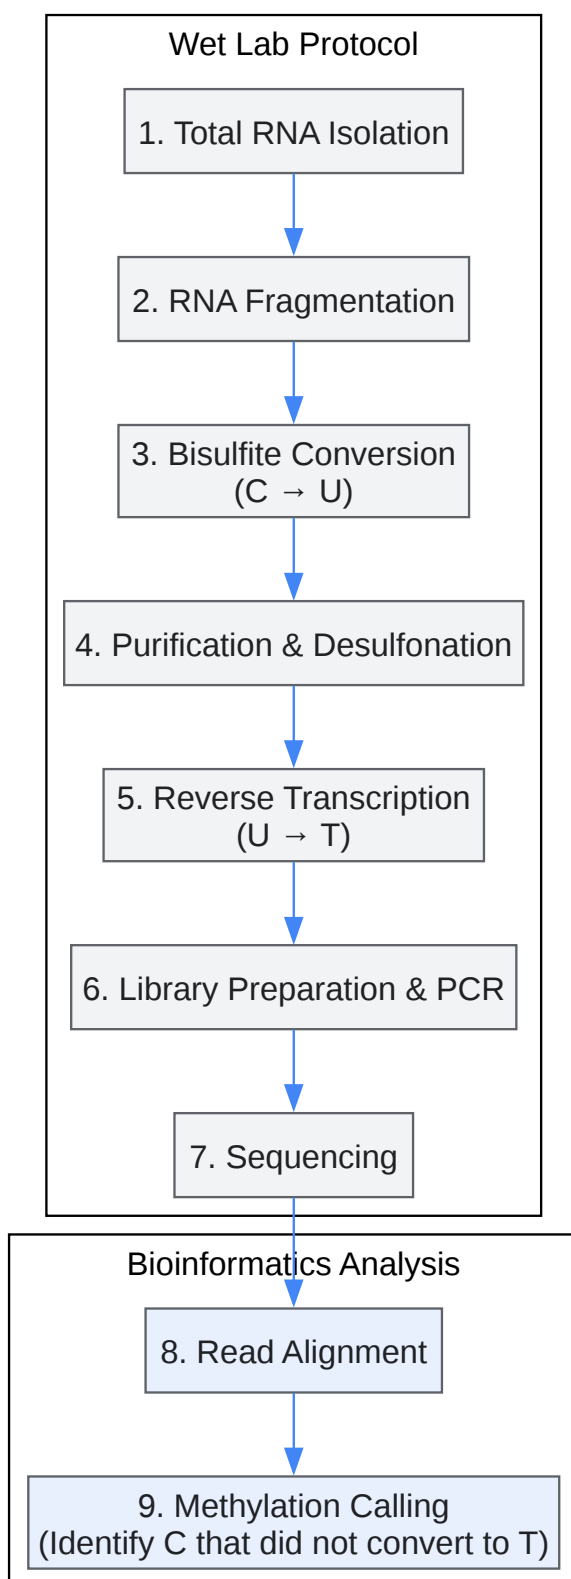 Wet Lab Protocol
1. Total RNA Isolation
2. RNA Fragmentation
3. Bisulfite Conversion
(C → U)
4. Purification & Desulfonation
5. Reverse Transcription
(U → T)
6. Library Preparation & PCR
7. Sequencing
Bioinformatics Analysis
8. Read Alignment
9. Methylation Calling
(Identify C that did not convert to T)